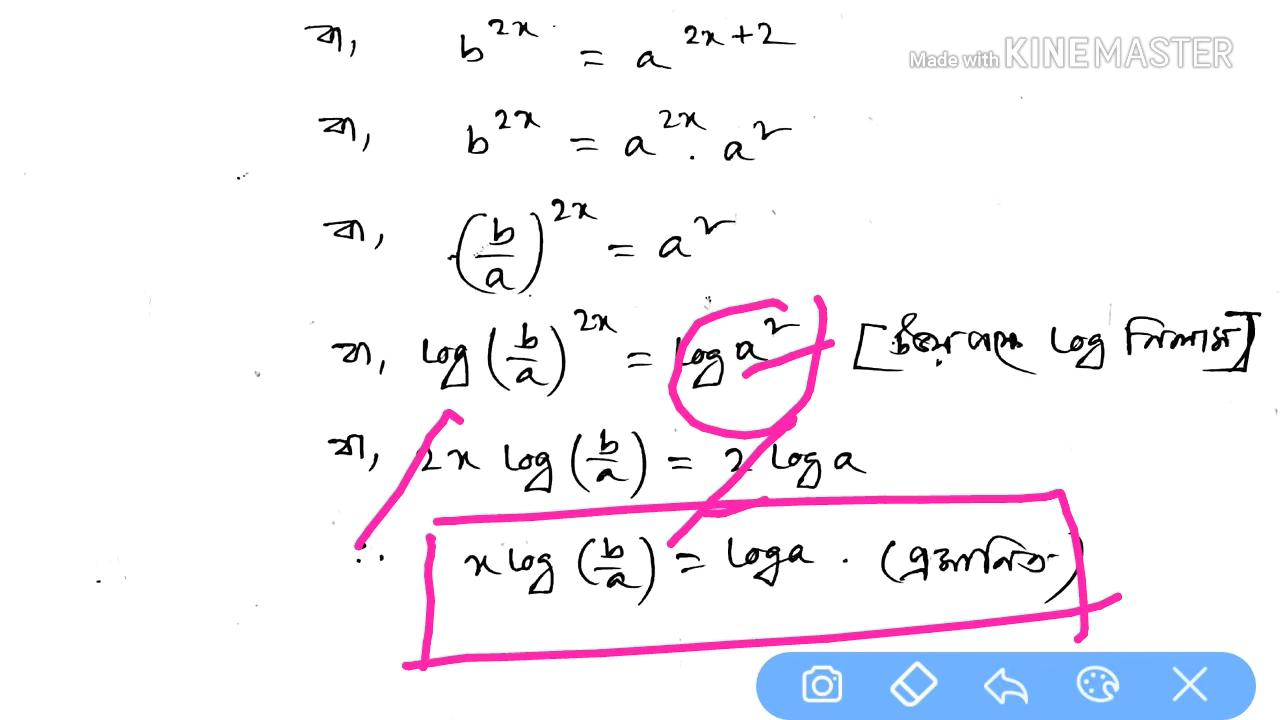 বা, b^{2x} = a^{2x+2}
Made with KINEMASTER
বা, b^{2x} = a^{2x} . a^2
বা, (b/a)^{2x} = a^2
বা, log (b/a)^{2x} = log a^2 [উভয়পক্ষে log নিলাম]
বা, 2x log (b/a) = 2 log a
∴ x log (b/a) = log a . (প্রমানিত)